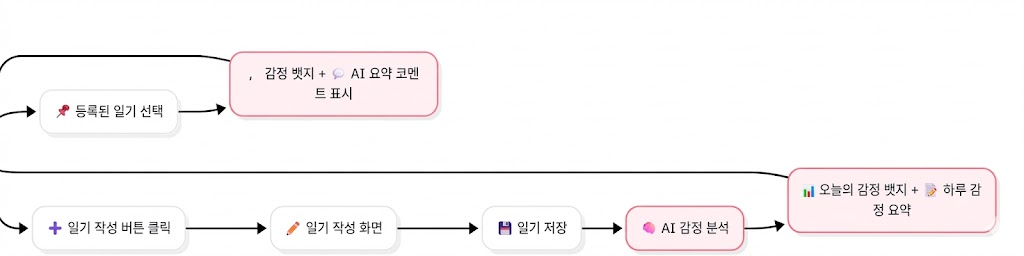 , 감정 뱃지 + 💬 AI 요약 코멘
트 표시
📌 등록된 일기 선택
📊 오늘의 감정 뱃지 + 📝 하루 감
정 요약
➕ 일기 작성 버튼 클릭
✏️ 일기 작성 화면
💾 일기 저장
🧠 AI 감정 분석